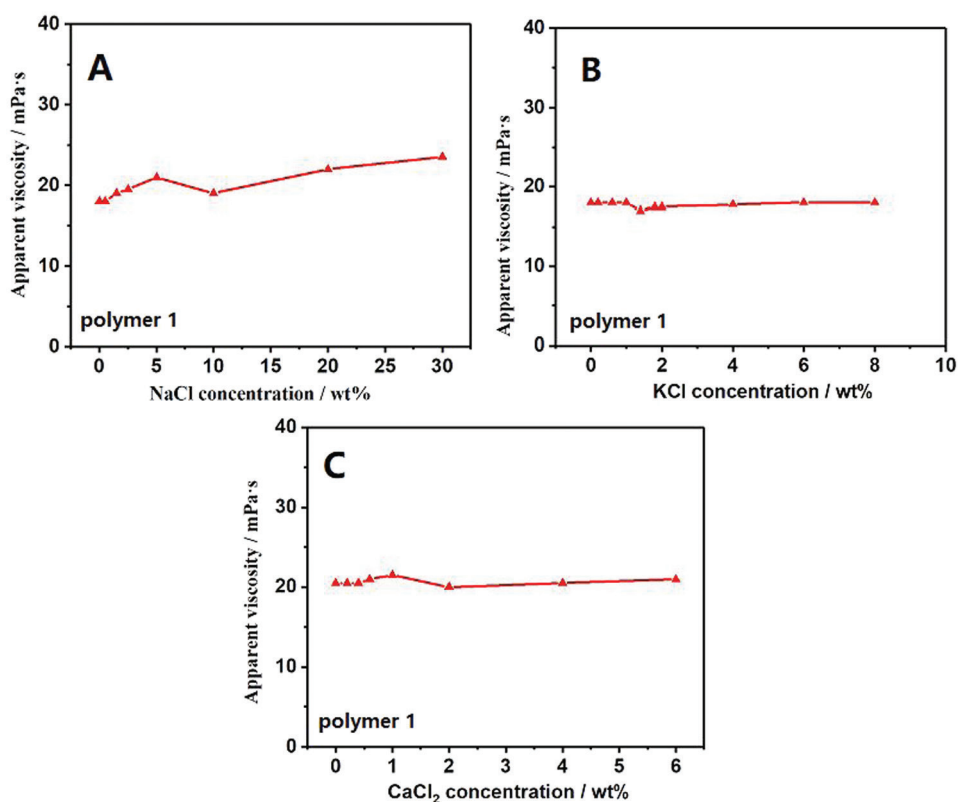 A
Apparent viscosity / mPa·s
40
30
20
10
0
polymer 1
0 5 10 15 20 25 30
NaCl concentration / wt%
B
Apparent viscosity / mPa·s
40
30
20
10
0
polymer 1
0 2 4 6 8 10
KCl concentration / wt%
C
Apparent viscosity / mPa·s
40
30
20
10
0
polymer 1
0 1 2 3 4 5 6
CaCl₂ concentration / wt%